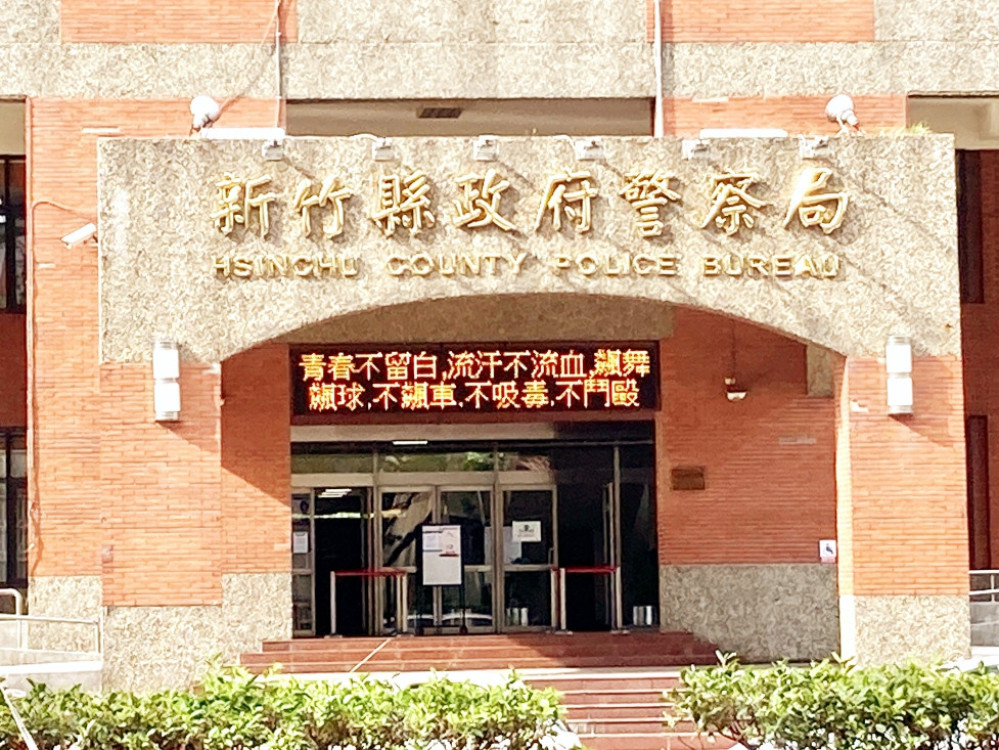 新竹縣政府警察局
HSINCHU COUNTY POLICE BUREAU
青春不留白,流汗不流血,飆舞
飆球,不飆車.不吸毒.不鬥毆